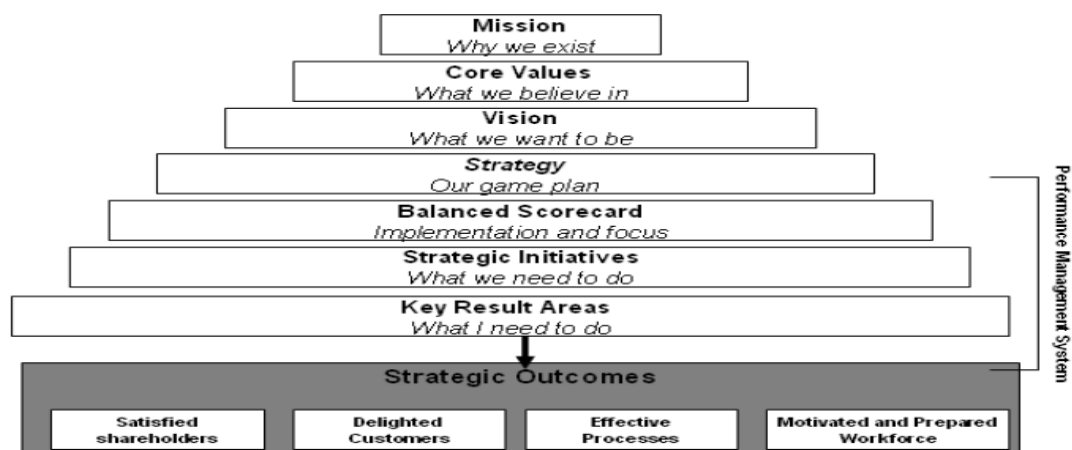 Mission
Why we exist
Core Values
What we believe in
Vision
What we want to be
Strategy
Our game plan
Balanced Scorecard
Implementation and focus
Strategic Initiatives
What we need to do
Key Result Areas
What I need to do
Performance Management System
Strategic Outcomes
Satisfied
shareholders
Delighted
Customers
Effective
Processes
Motivated and Prepared
Workforce